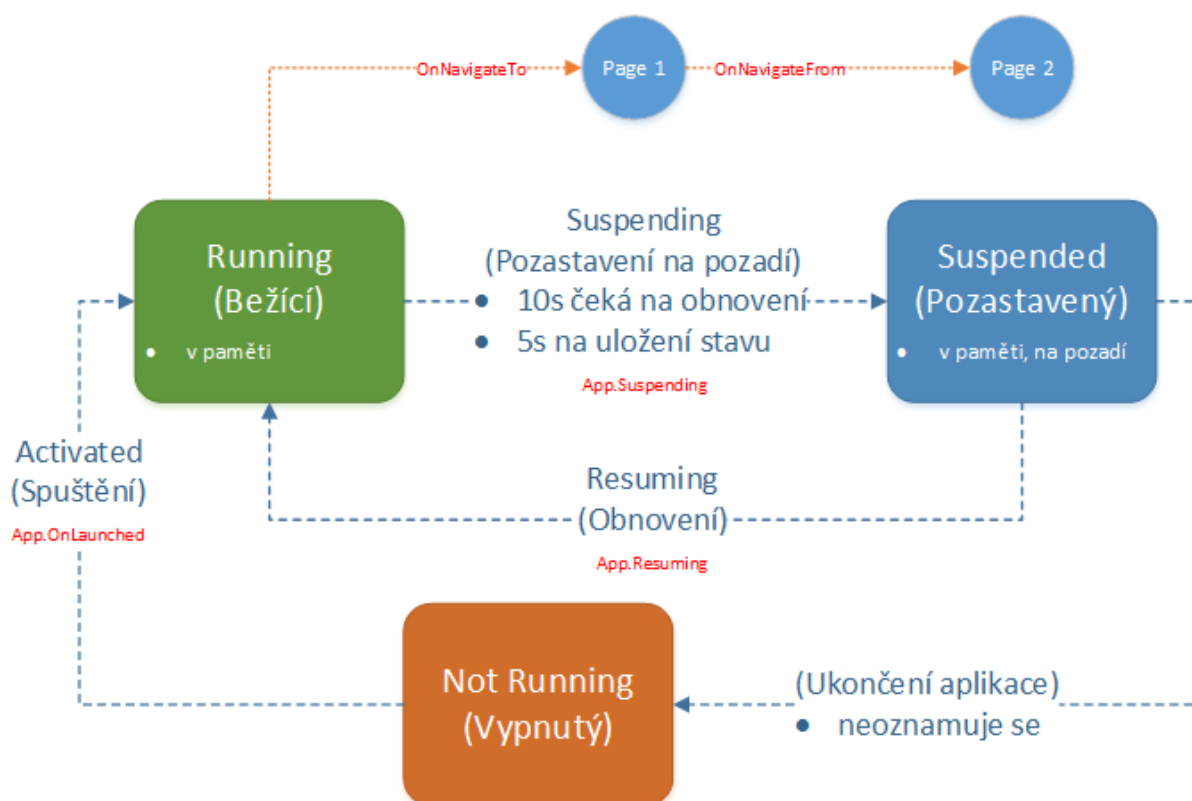 OnNavigateTo
Page 1
OnNavigateFrom
Page 2
Running
(Bežící)
• v paměti
Suspending
(Pozastavení na pozadí)
• 10s čeká na obnovení
• 5s na uložení stavu
App.Suspending
Suspended
(Pozastavený)
• v paměti, na pozadí
Activated
(Spuštění)
App.OnLaunched
Resuming
(Obnovení)
App.Resuming
Not Running
(Vypnutý)
(Ukončení aplikace)
• neoznamuje se